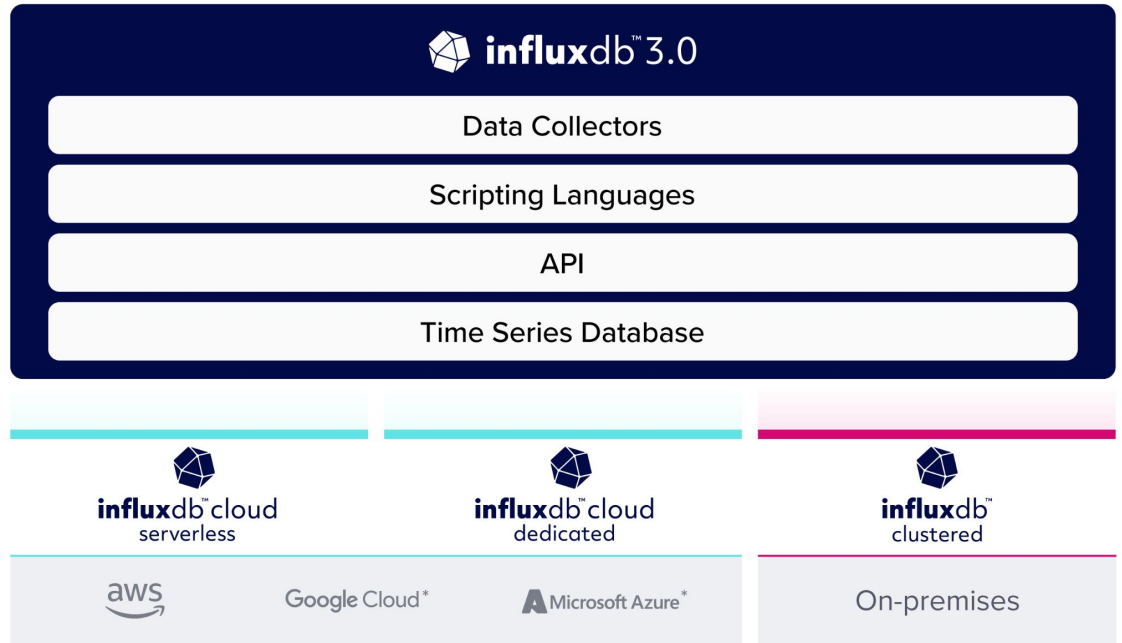 influxdb™ 3.0
Data Collectors
Scripting Languages
API
Time Series Database
influxdb™ cloud
serverless
influxdb™ cloud
dedicated
influxdb™
clustered
aws
Google Cloud*
Microsoft Azure*
On-premises